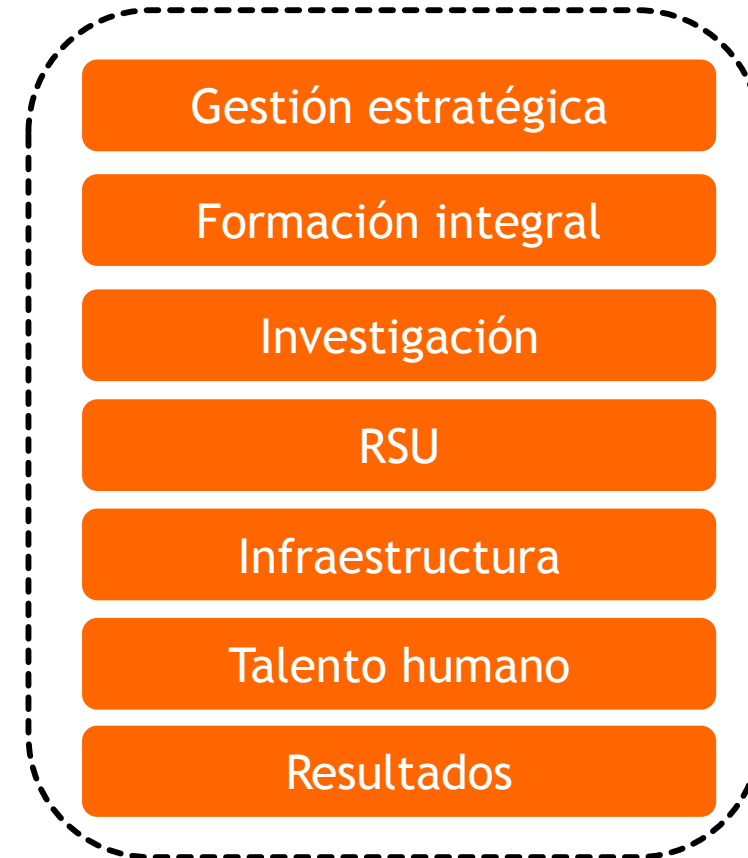 Gestión estratégica
Formación integral
Investigación
RSU
Infraestructura
Talento humano
Resultados